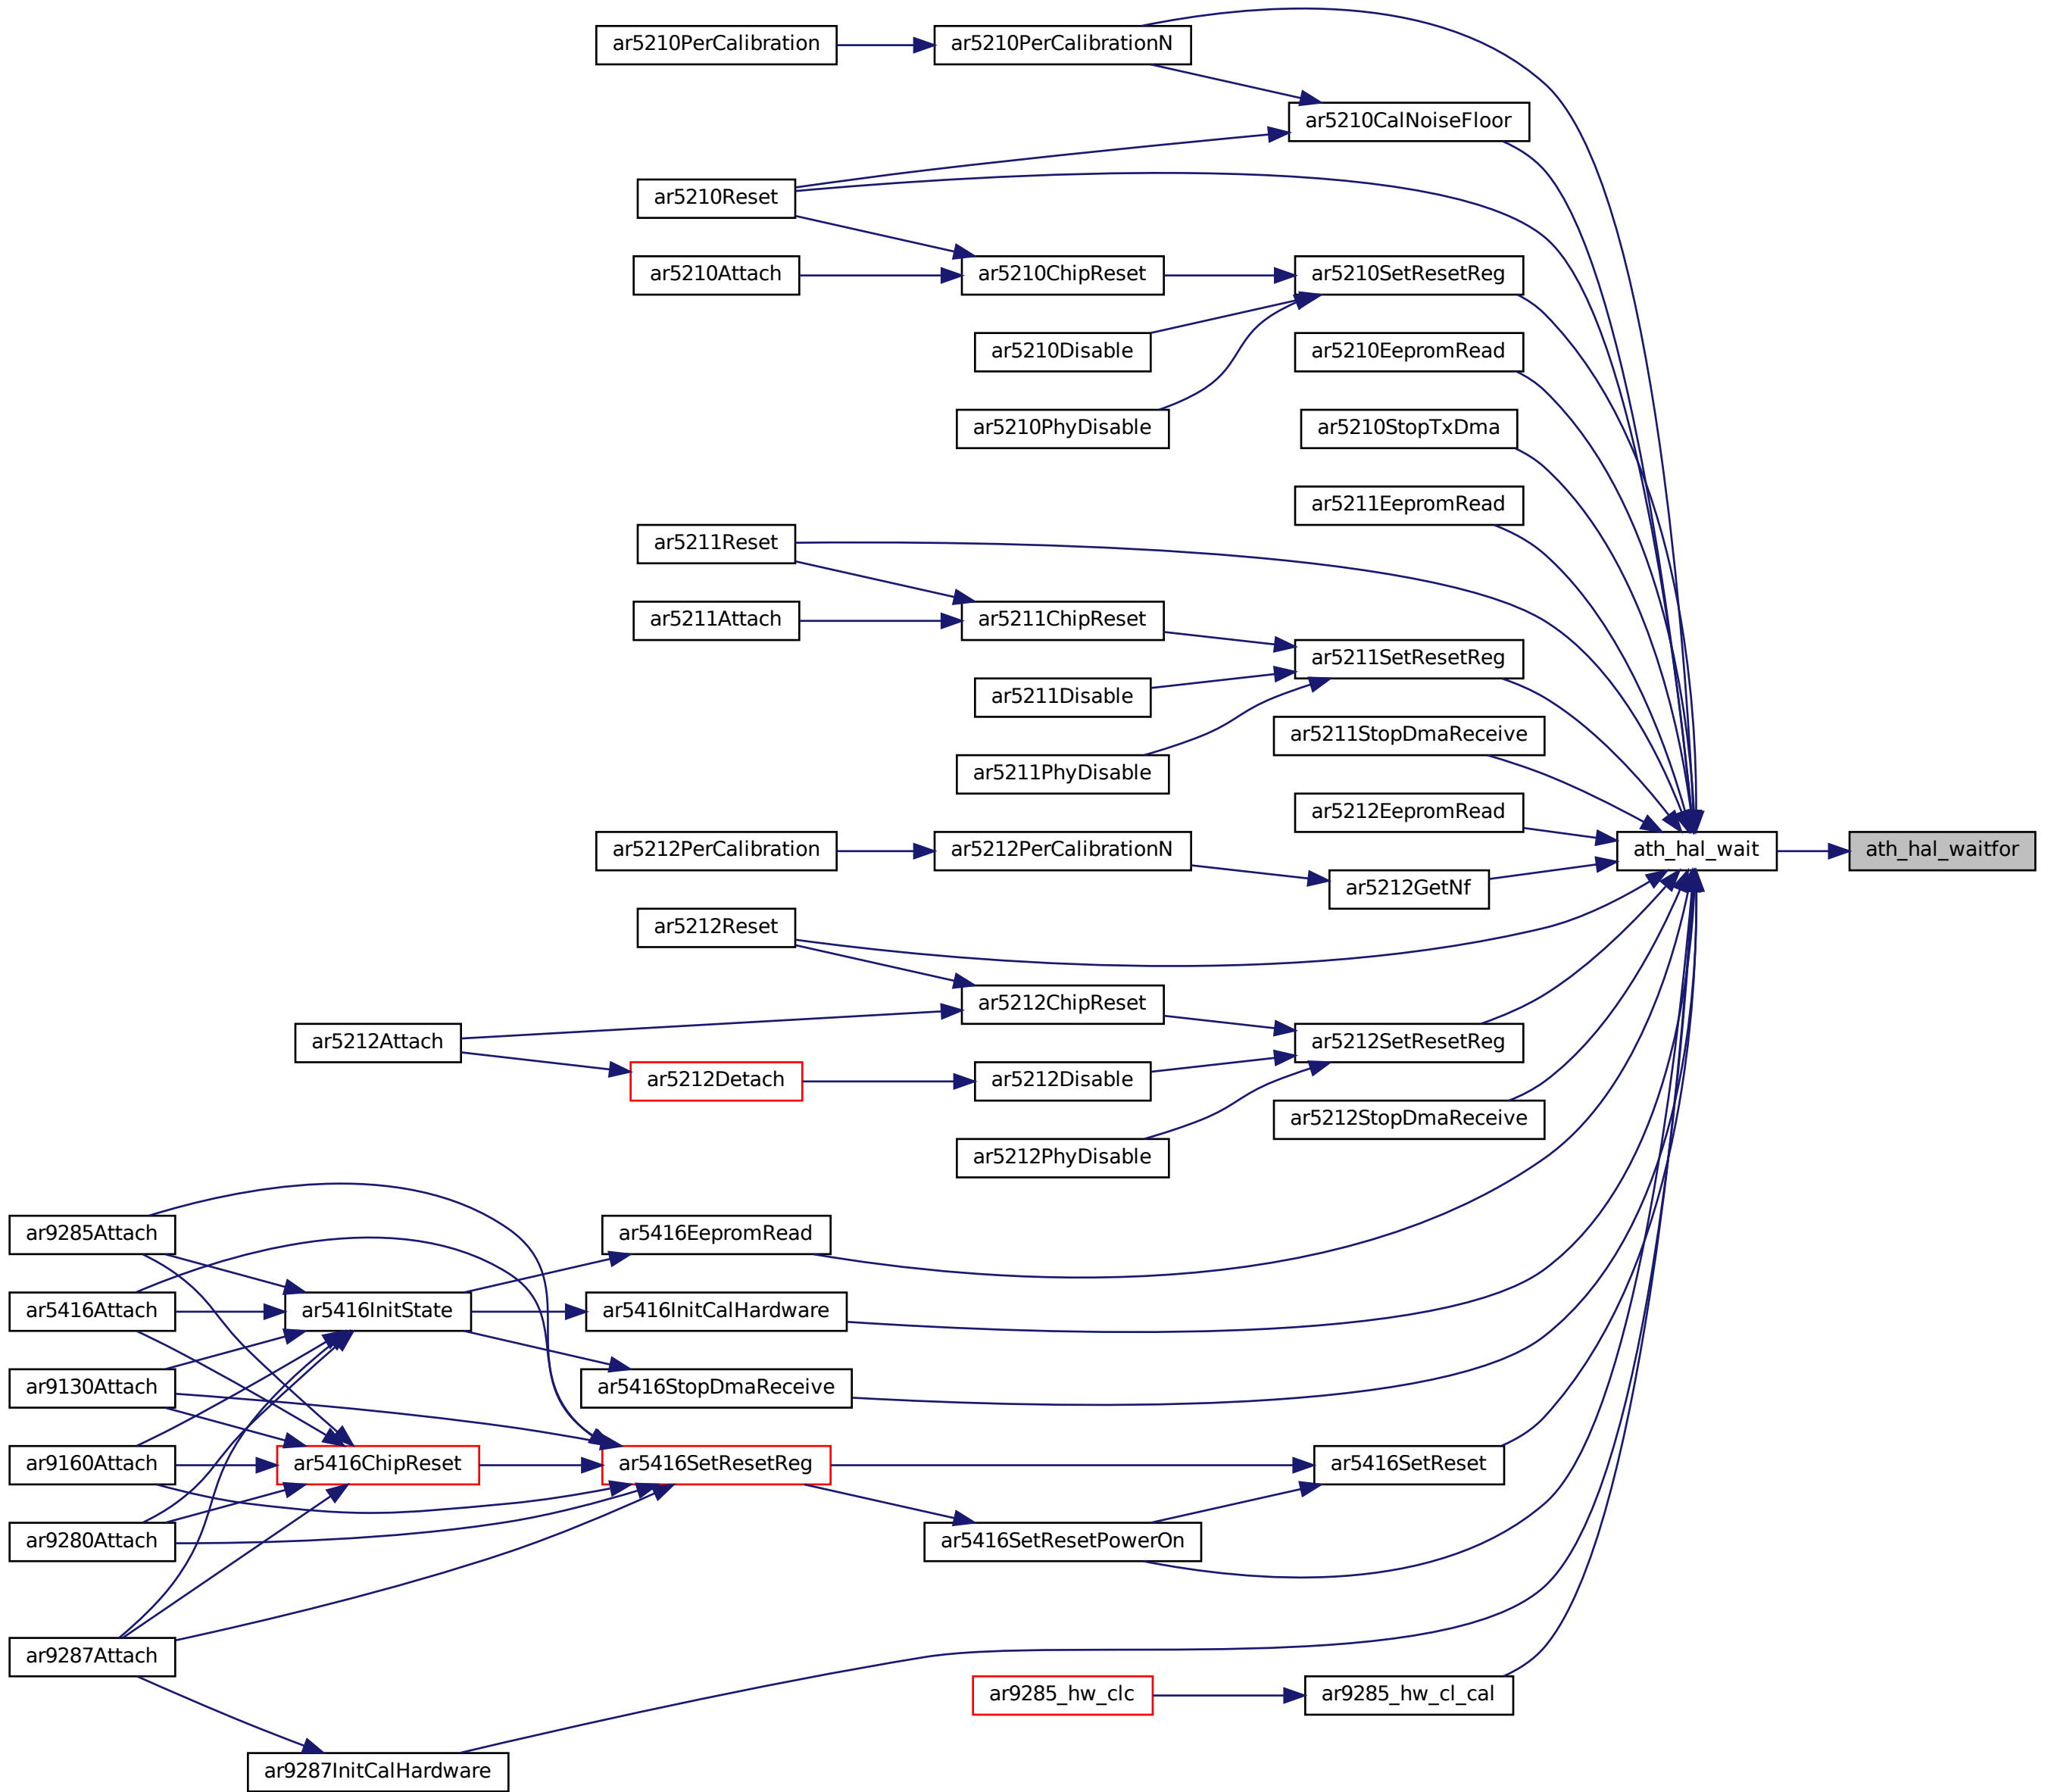 ar5210PerCalibration
ar5210PerCalibrationN
ar5210CalNoiseFloor
ar5210Reset
ar5210Attach
ar5210ChipReset
ar5210SetResetReg
ar5210Disable
ar5210EepromRead
ar5210PhyDisable
ar5210StopTxDma
ar5211EepromRead
ar5211Reset
ar5211Attach
ar5211ChipReset
ar5211SetResetReg
ar5211Disable
ar5211StopDmaReceive
ar5211PhyDisable
ar5212EepromRead
ar5212PerCalibration
ar5212PerCalibrationN
ath_hal_wait
ath_hal_waitfor
ar5212GetNf
ar5212Reset
ar5212ChipReset
ar5212Attach
ar5212SetResetReg
ar5212Detach
ar5212Disable
ar5212StopDmaReceive
ar5212PhyDisable
ar9285Attach
ar5416EepromRead
ar5416Attach
ar5416InitState
ar5416InitCalHardware
ar9130Attach
ar5416StopDmaReceive
ar9160Attach
ar5416ChipReset
ar5416SetResetReg
ar5416SetReset
ar9280Attach
ar5416SetResetPowerOn
ar9287Attach
ar9285_hw_clc
ar9285_hw_cl_cal
ar9287InitCalHardware